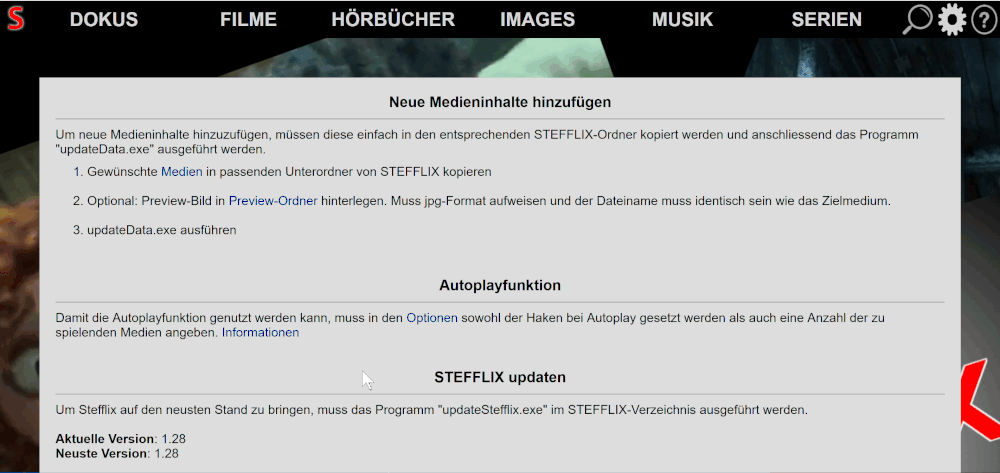 S DOKUS FILME HÖRBÜCHER IMAGES MUSIK SERIEN ?
Neue Medieninhalte hinzufügen
Um neue Medieninhalte hinzuzufügen, müssen diese einfach in den entsprechenden STEFFLIX-Ordner kopiert werden und anschliessend das Programm
"updateData.exe" ausgeführt werden.
1. Gewünschte Medien in passenden Unterordner von STEFFLIX kopieren
2. Optional: Preview-Bild in Preview-Ordner hinterlegen. Muss jpg-Format aufweisen und der Dateiname muss identisch sein wie das Zielmedium.
3. updateData.exe ausführen
Autoplayfunktion
Damit die Autoplayfunktion genutzt werden kann, muss in den Optionen sowohl der Haken bei Autoplay gesetzt werden als auch eine Anzahl der zu
spielenden Medien angeben. Informationen
STEFFLIX updaten
Um Stefflix auf den neusten Stand zu bringen, muss das Programm "updateStefflix.exe" im STEFFLIX-Verzeichnis ausgeführt werden.
Aktuelle Version: 1.28
Neuste Version: 1.28